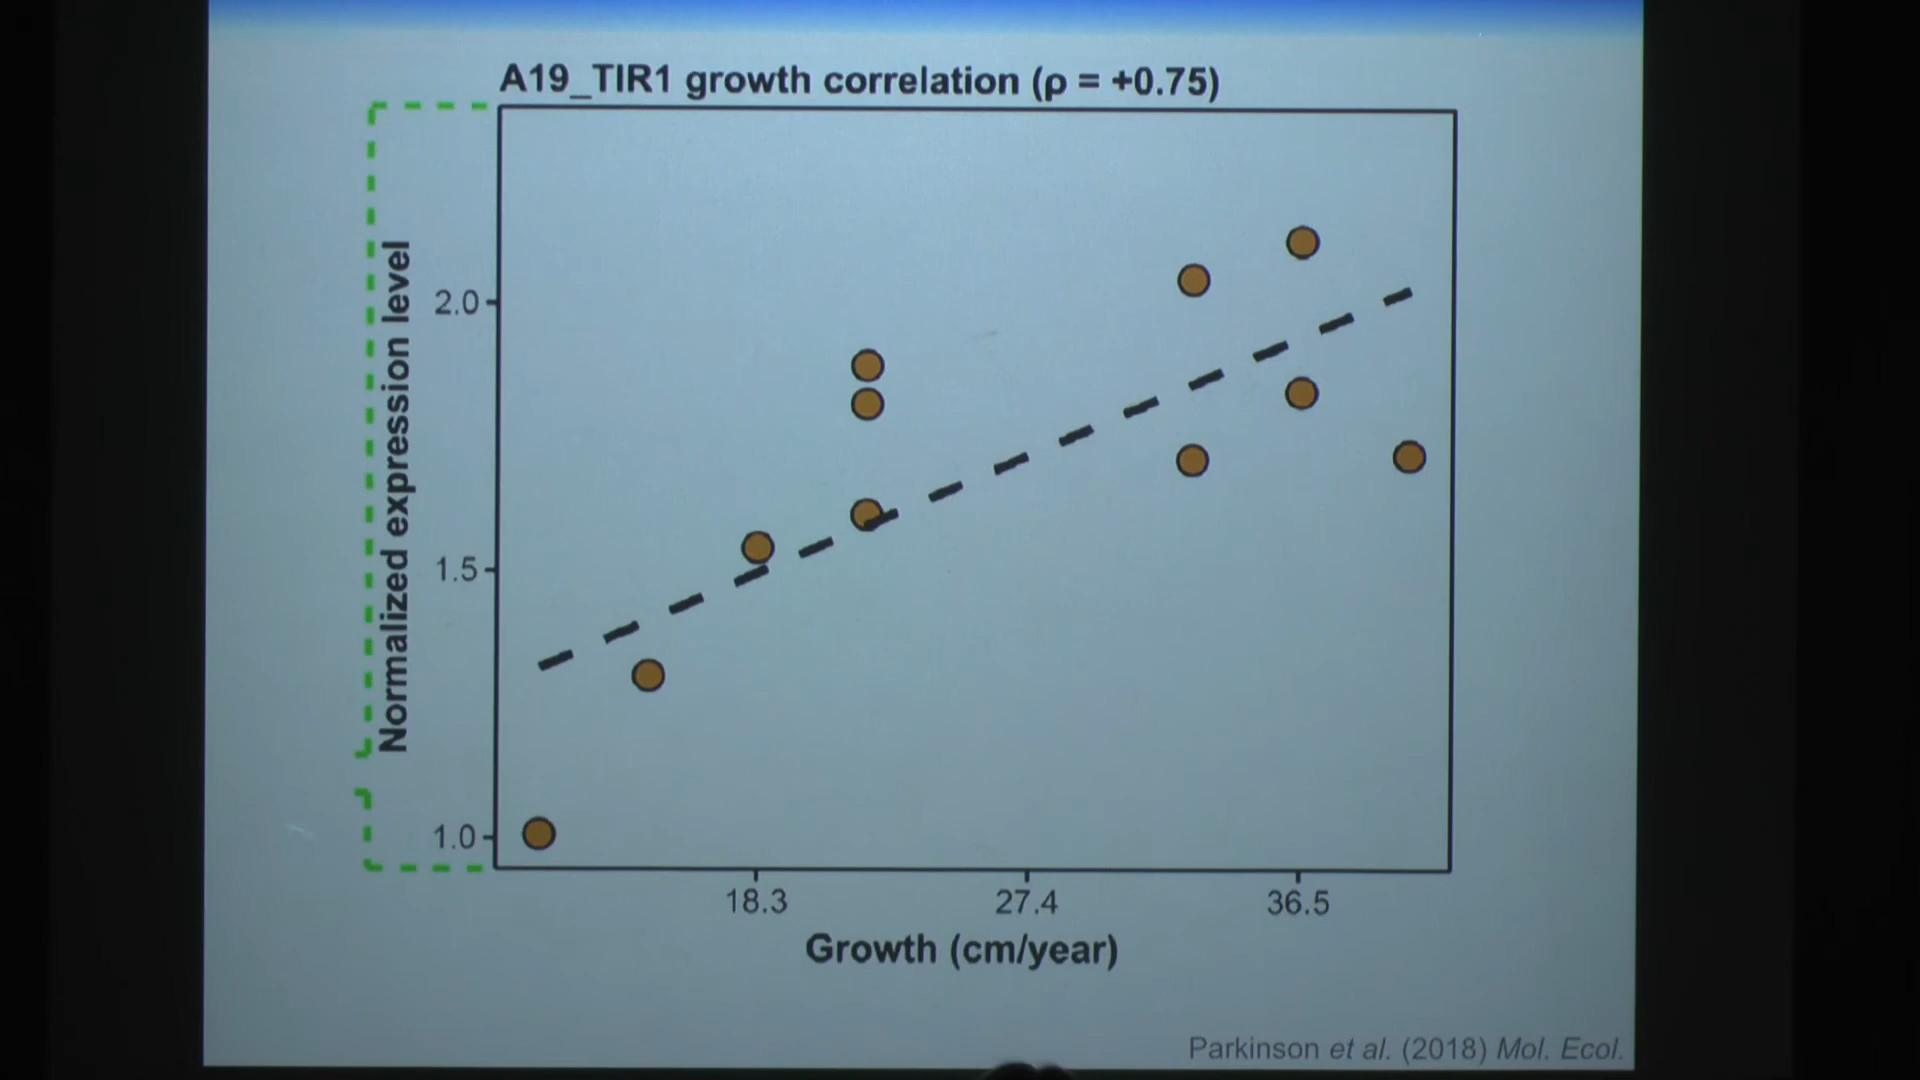 A19_TIR1 growth correlation (ρ = +0.75)
Normalized expression level
2.0
1.5
1.0
18.3
27.4
36.5
Growth (cm/year)
Parkinson et al. (2018) Mol. Ecol.